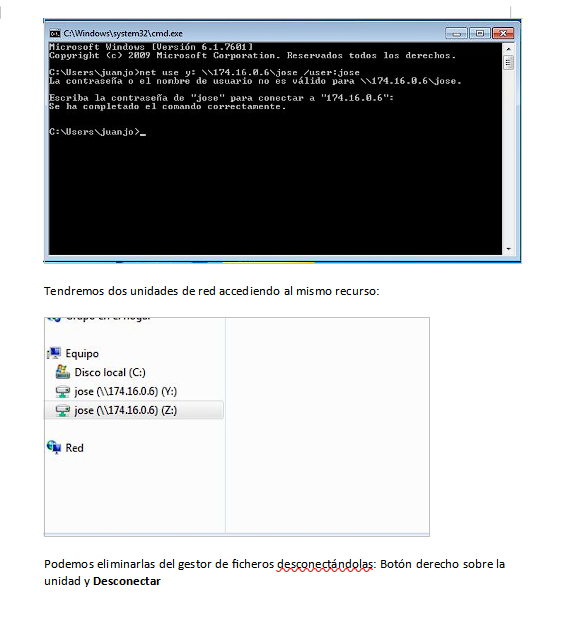 C:\Windows\system32\cmd.exe
Microsoft Windows [Versión 6.1.7601]
Copyright (c) 2009 Microsoft Corporation. Reservados todos los derechos.
C:\Users\juanjo>net use y: \\174.16.0.6\jose /user:jose
La contraseña o el nombre de usuario no es válido para \\174.16.0.6\jose.
Escriba la contraseña de "jose" para conectar a "174.16.0.6":
Se ha completado el comando correctamente.
C:\Users\juanjo>_
Tendremos dos unidades de red accediendo al mismo recurso:
Grupo en el hogar
Equipo
Disco local (C:)
jose (\\174.16.0.6) (Y:)
jose (\\174.16.0.6) (Z:)
Red
Podemos eliminarlas del gestor de ficheros desconectándolas: Botón derecho sobre la
unidad y Desconectar